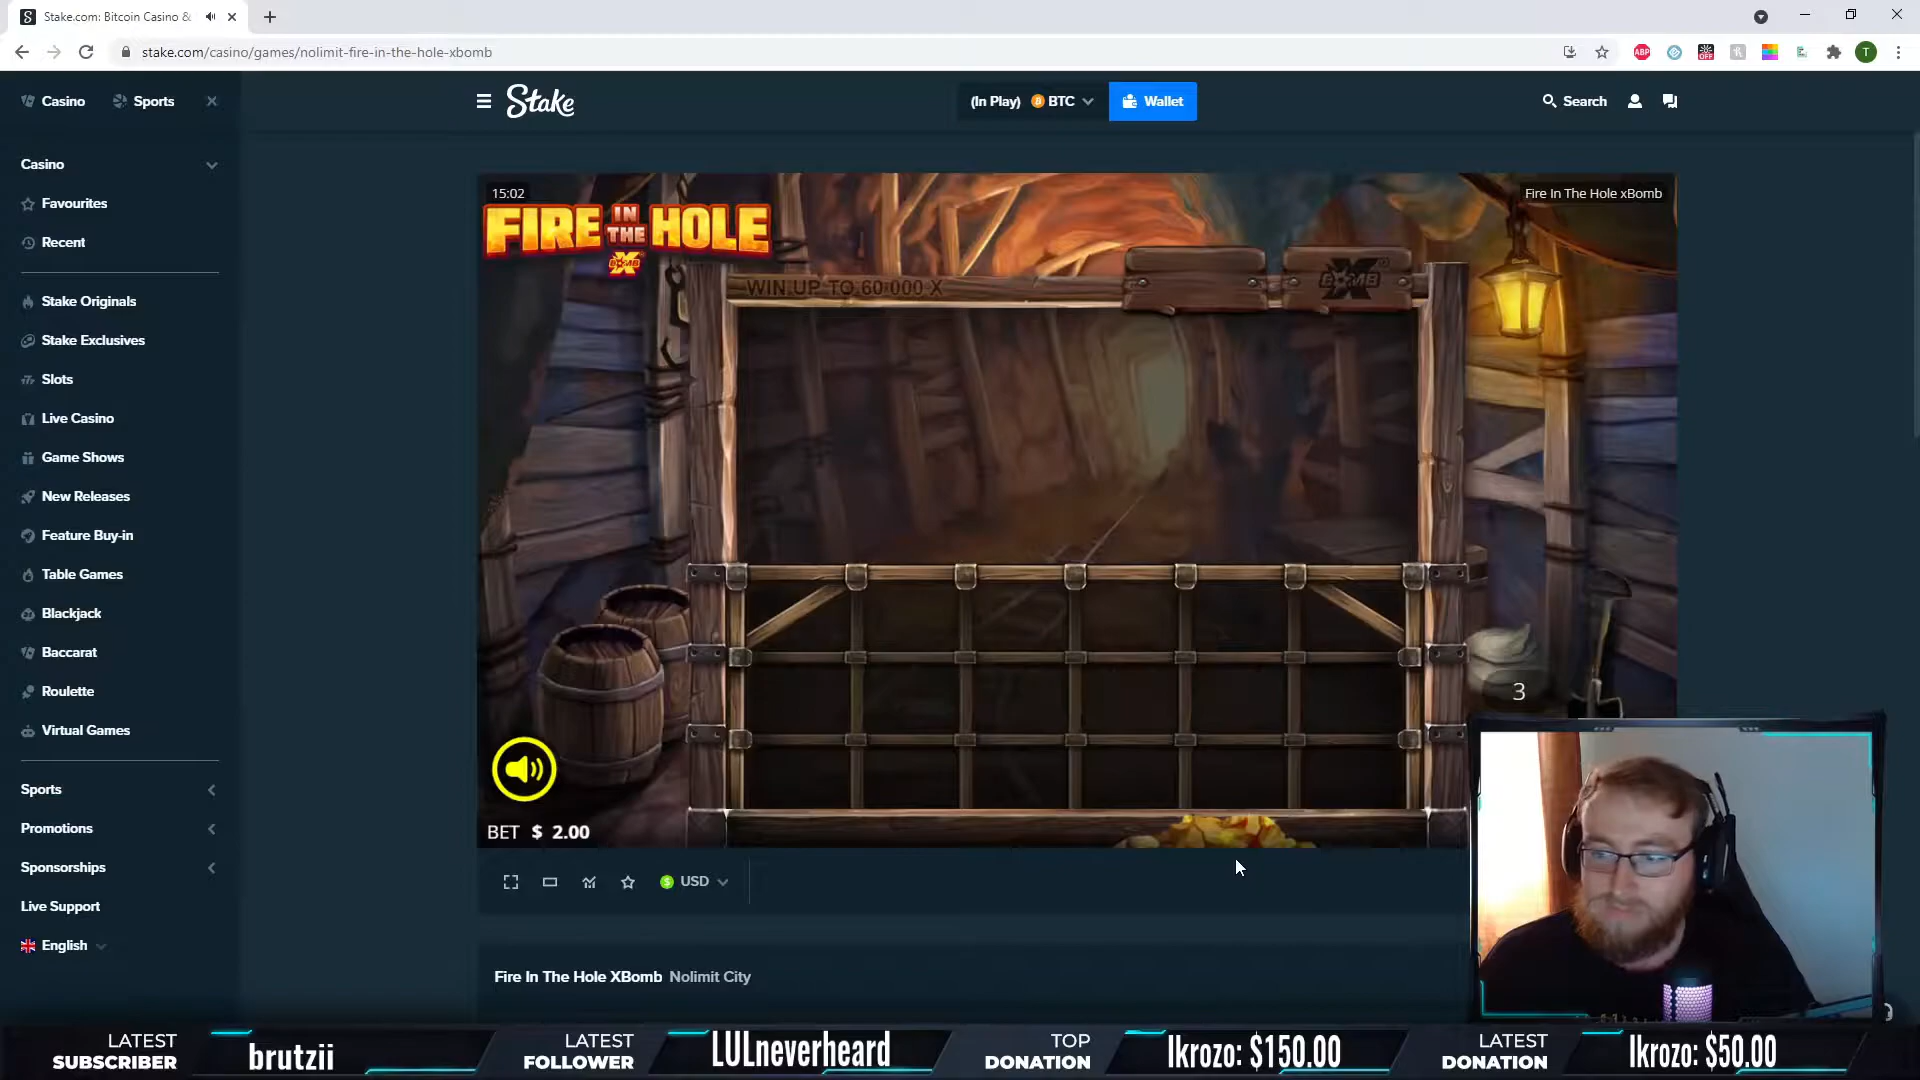 Stake.com: Bitcoin Casino &
stake.com/casino/games/nolimit-fire-in-the-hole-xbomb
ABP
OFF
T
Casino
Sports
Stake
(In Play) BTC
Wallet
Search
Casino
Favourites
Recent
Stake Originals
Stake Exclusives
Slots
Live Casino
Game Shows
New Releases
Feature Buy-in
Table Games
Blackjack
Baccarat
Roulette
Virtual Games
Sports
Promotions
Sponsorships
Live Support
English
15:02
Fire In The Hole xBomb
FIRE IN THE HOLE
X BOMB
WIN UP TO 60 000 X
X BOMB
3
BET $ 2.00
USD
Fire In The Hole XBomb Nolimit City
LATEST SUBSCRIBER
brutzii
LATEST FOLLOWER
LULneverheard
TOP DONATION
Ikrozo: $150.00
LATEST DONATION
Ikrozo: $50.00